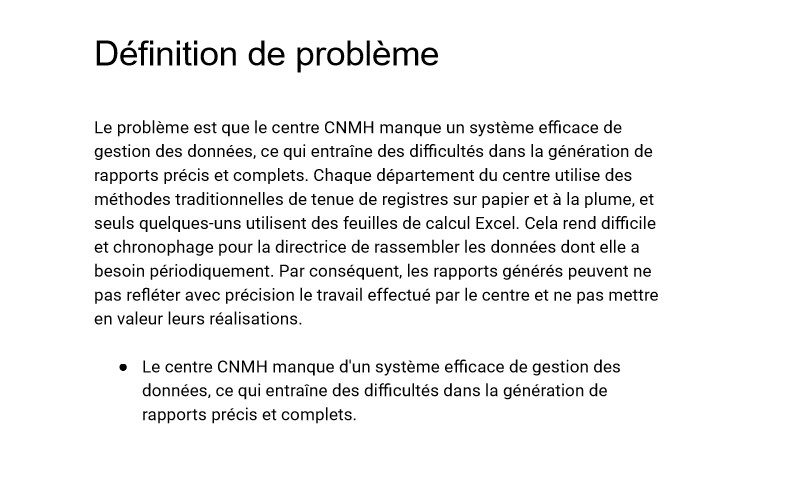 Définition de problème
Le problème est que le centre CNMH manque un système efficace de
gestion des données, ce qui entraîne des difficultés dans la génération de
rapports précis et complets. Chaque département du centre utilise des
méthodes traditionnelles de tenue de registres sur papier et à la plume, et
seuls quelques-uns utilisent des feuilles de calcul Excel. Cela rend difficile
et chronophage pour la directrice de rassembler les données dont elle a
besoin périodiquement. Par conséquent, les rapports générés peuvent ne
pas refléter avec précision le travail effectué par le centre et ne pas mettre
en valeur leurs réalisations.
● Le centre CNMH manque d'un système efficace de gestion des
données, ce qui entraîne des difficultés dans la génération de
rapports précis et complets.